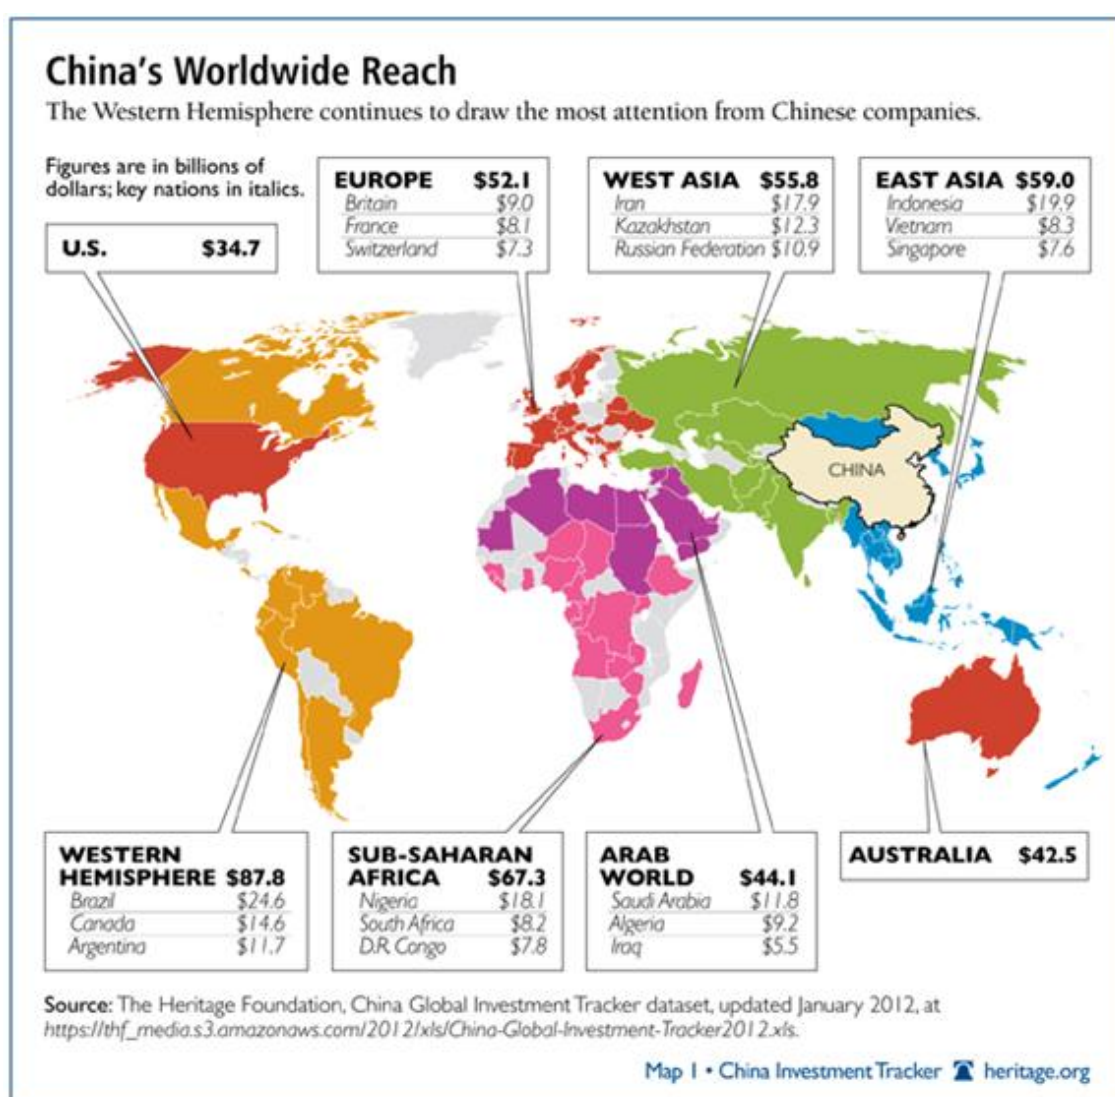 China's Worldwide Reach
The Western Hemisphere continues to draw the most attention from Chinese companies.
Figures are in billions of
dollars; key nations in italics.
U.S. $34.7
EUROPE $52.1
Britain $9.0
France $8.1
Switzerland $7.3
WEST ASIA $55.8
Iran $17.9
Kazakhstan $12.3
Russian Federation $10.9
EAST ASIA $59.0
Indonesia $19.9
Vietnam $8.3
Singapore $7.6
CHINA
WESTERN
HEMISPHERE $87.8
Brazil $24.6
Canada $14.6
Argentina $11.7
SUB-SAHARAN
AFRICA $67.3
Nigeria $18.1
South Africa $8.2
D.R. Congo $7.8
ARAB
WORLD $44.1
Saudi Arabia $11.8
Algeria $9.2
Iraq $5.5
AUSTRALIA $42.5
Source: The Heritage Foundation, China Global Investment Tracker dataset, updated January 2012, at
https://thf_media.s3.amazonaws.com/2012/xls/China-Global-Investment-Tracker2012.xls.
Map 1 • China Investment Tracker heritage.org